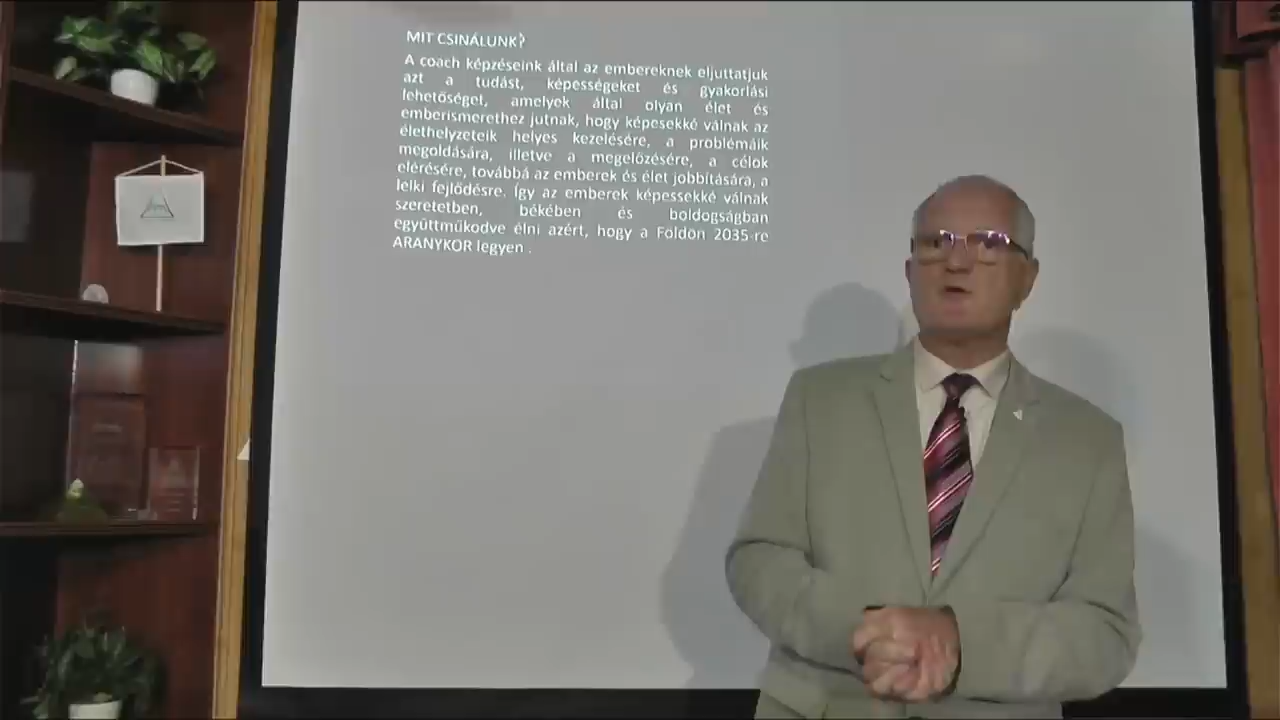 MIT CSINÁLUNK?
A coach képzéseink által az embereknek eljuttatjuk
azt a tudást, képességeket és gyakorlási
lehetőséget, amelyek által olyan élet és
emberismerethez jutnak, hogy képesekké válnak az
élethelyzeteik helyes kezelésére, a problémáik
megoldására, illetve a megelőzésére, a célok
elérésére, továbbá az emberek és élet jobbítására, a
lelki fejlődésre. Így az emberek képessekké válnak
szeretetben, békében és boldogságban
együttműkodve élni azért, hogy a Földön 2035-re
ARANYKOR legyen .